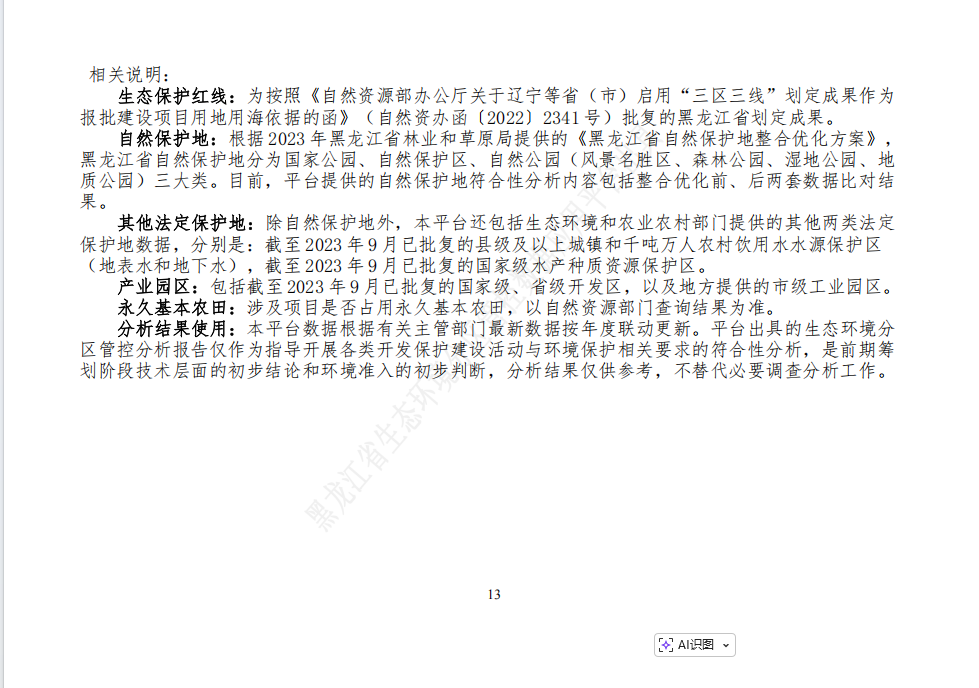 相关说明：
生态保护红线：为按照《自然资源部办公厅关于辽宁等省（市）启用“三区三线”划定成果作为
报批建设项目用地用海依据的函》（自然资办函〔2022〕2341号）批复的黑龙江省划定成果。
自然保护地：根据2023年黑龙江省林业和草原局提供的《黑龙江省自然保护地整合优化方案》，
黑龙江省自然保护地分为国家公园、自然保护区、自然公园（风景名胜区、森林公园、湿地公园、地
质公园）三大类。目前，平台提供的自然保护地符合性分析内容包括整合优化前、后两套数据比对结
果。
其他法定保护地：除自然保护地外，本平台还包括生态环境和农业农村部门提供的其他两类法定
保护地数据，分别是：截至2023年9月已批复的县级及以上城镇和千吨万人农村饮用水水源保护区
（地表水和地下水），截至2023年9月已批复的国家级水产种质资源保护区。
产业园区：包括截至2023年9月已批复的国家级、省级开发区，以及地方提供的市级工业园区。
永久基本农田：涉及项目是否占用永久基本农田，以自然资源部门查询结果为准。
分析结果使用：本平台数据根据有关主管部门最新数据按年度联动更新。平台出具的生态环境分
区管控分析报告仅作为指导开展各类开发保护建设活动与环境保护相关要求的符合性分析，是前期筹
划阶段技术层面的初步结论和环境准入的初步判断，分析结果仅供参考，不替代必要调查分析工作。
黑龙江省生态环境
13
AI识图